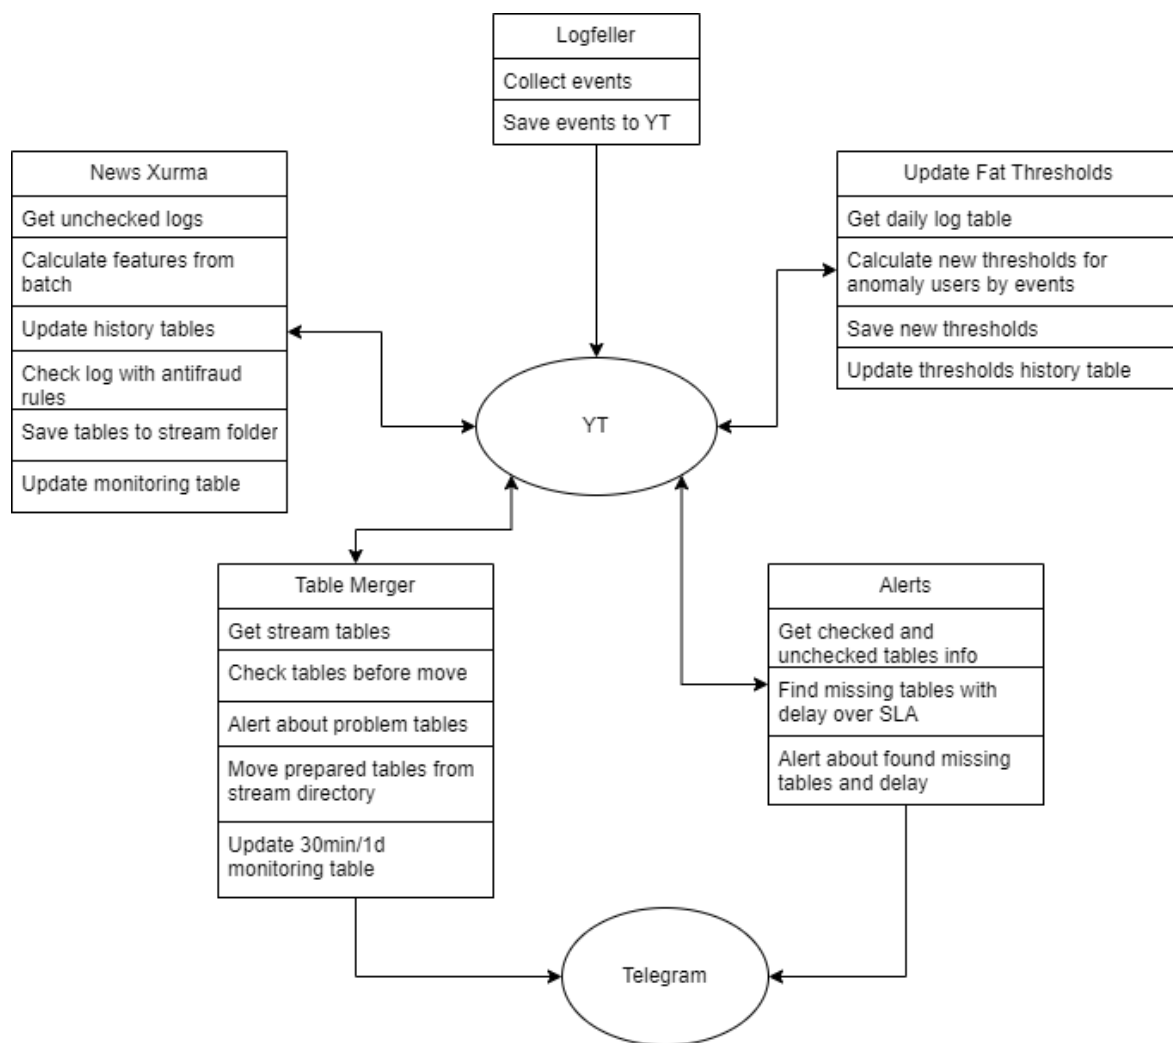 Logfeller
Collect events
Save events to YT
News Xurma
Get unchecked logs
Calculate features from
batch
Update history tables
Check log with antifraud
rules
Save tables to stream folder
Update monitoring table
Update Fat Thresholds
Get daily log table
Calculate new thresholds for
anomaly users by events
Save new thresholds
Update thresholds history table
YT
Table Merger
Get stream tables
Check tables before move
Alert about problem tables
Move prepared tables from
stream directory
Update 30min/1d
monitoring table
Alerts
Get checked and
unchecked tables info
Find missing tables with
delay over SLA
Alert about found missing
tables and delay
Telegram